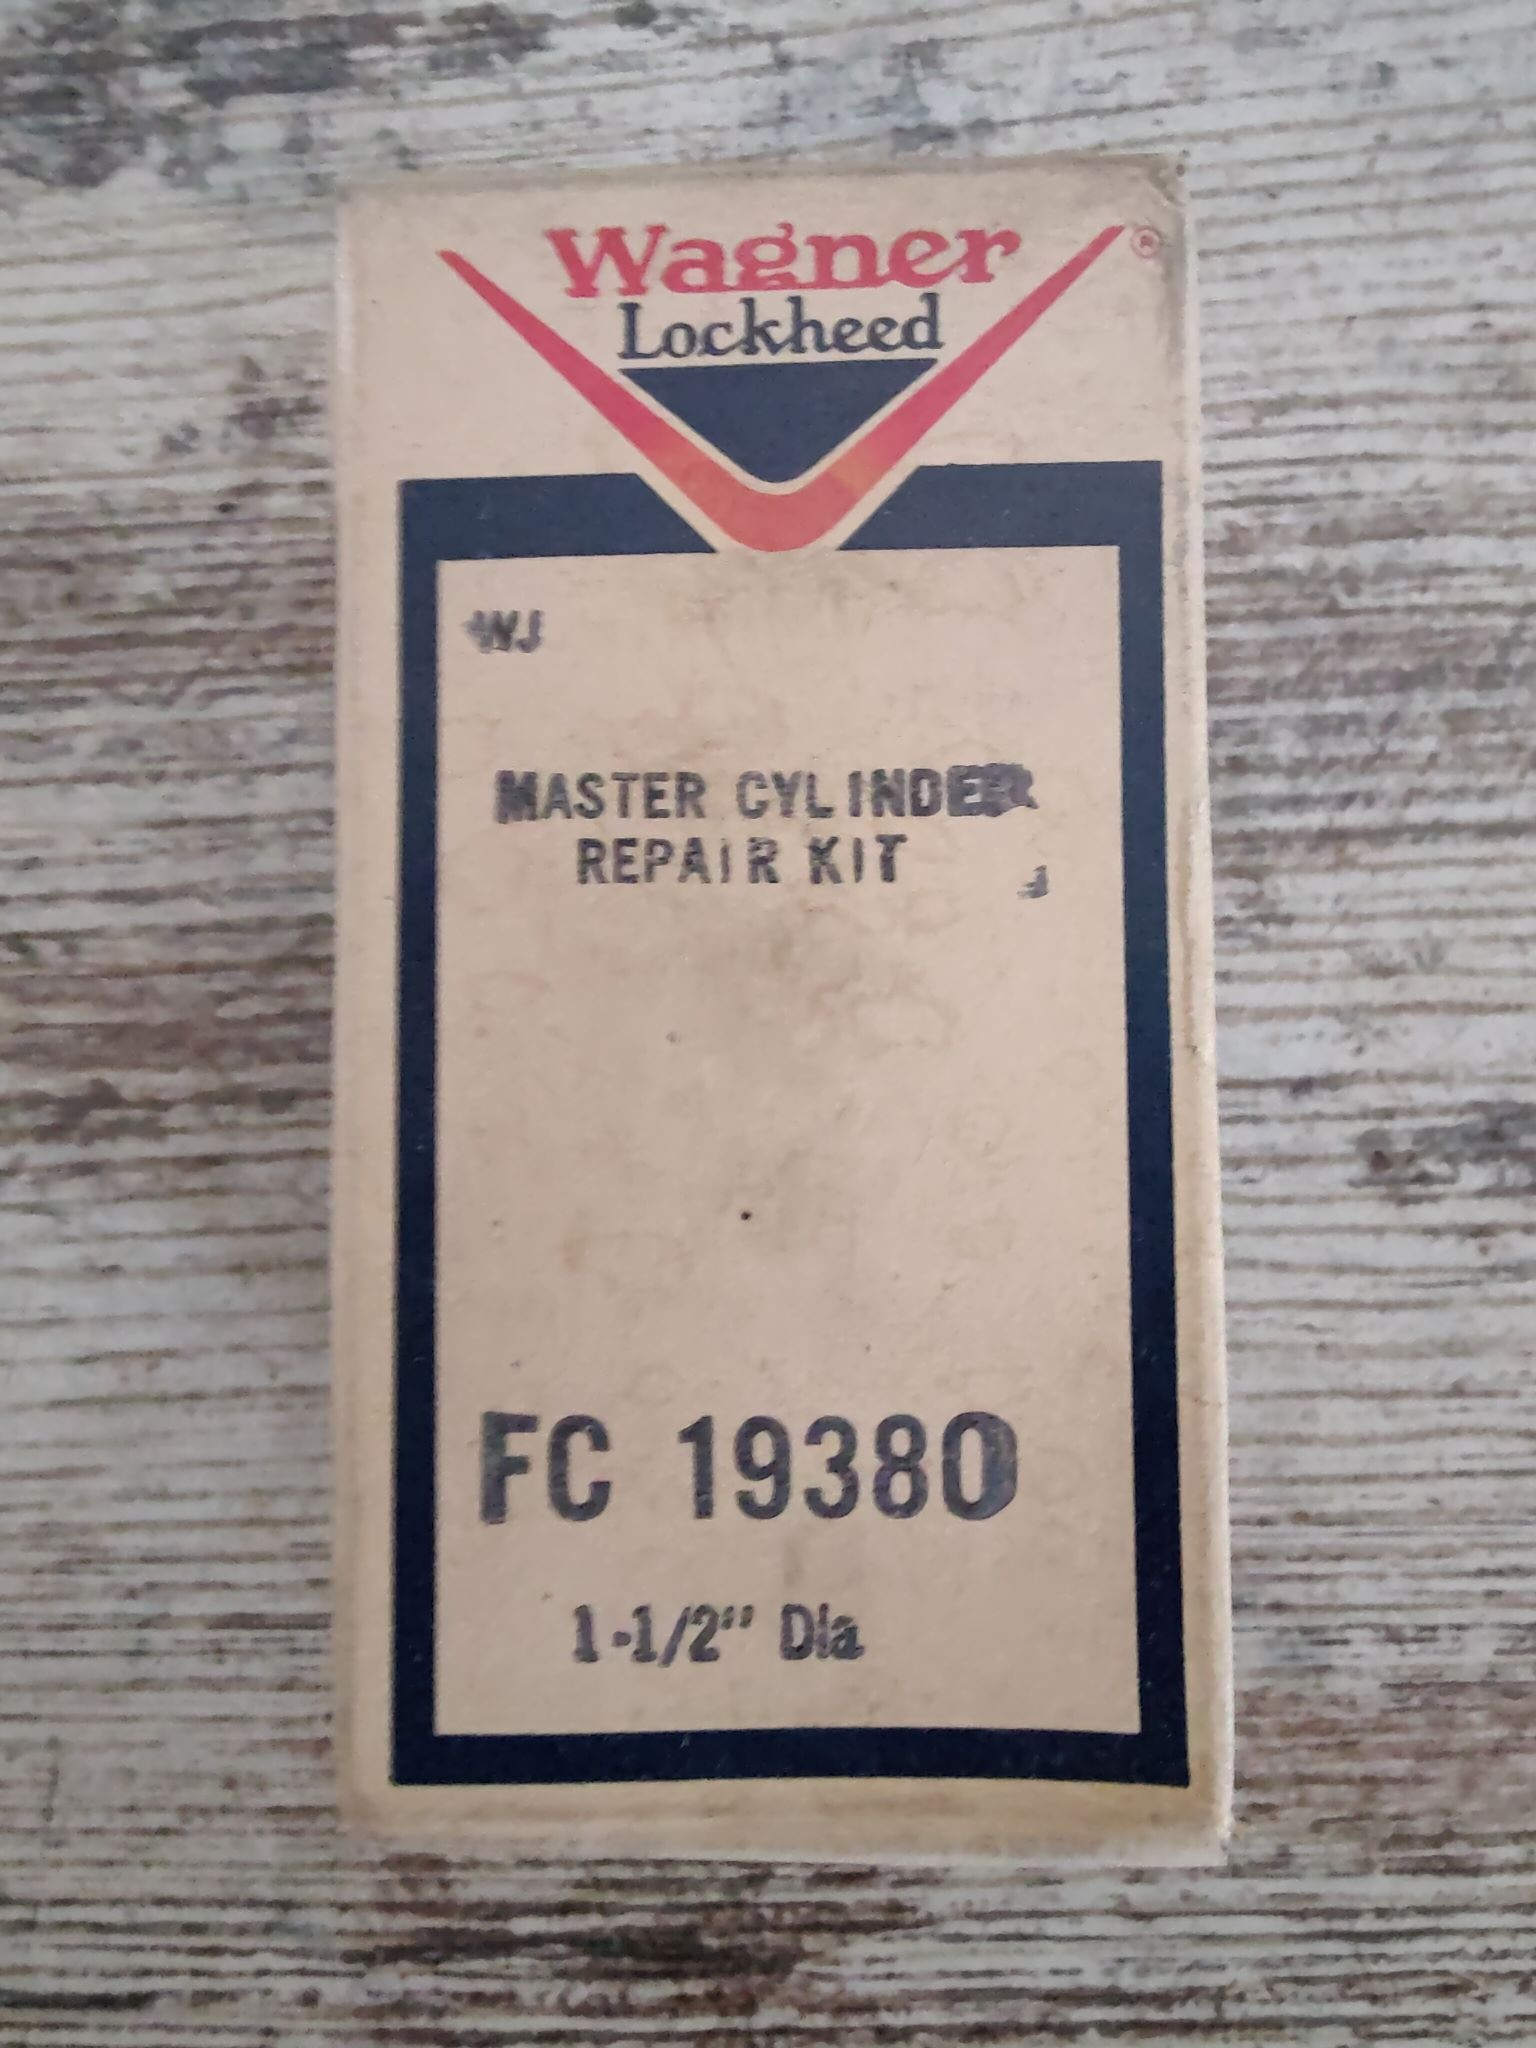 Wagner ®
Lockheed
WJ
MASTER CYLINDER
REPAIR KIT
FC 19380
1-1/2" Dia